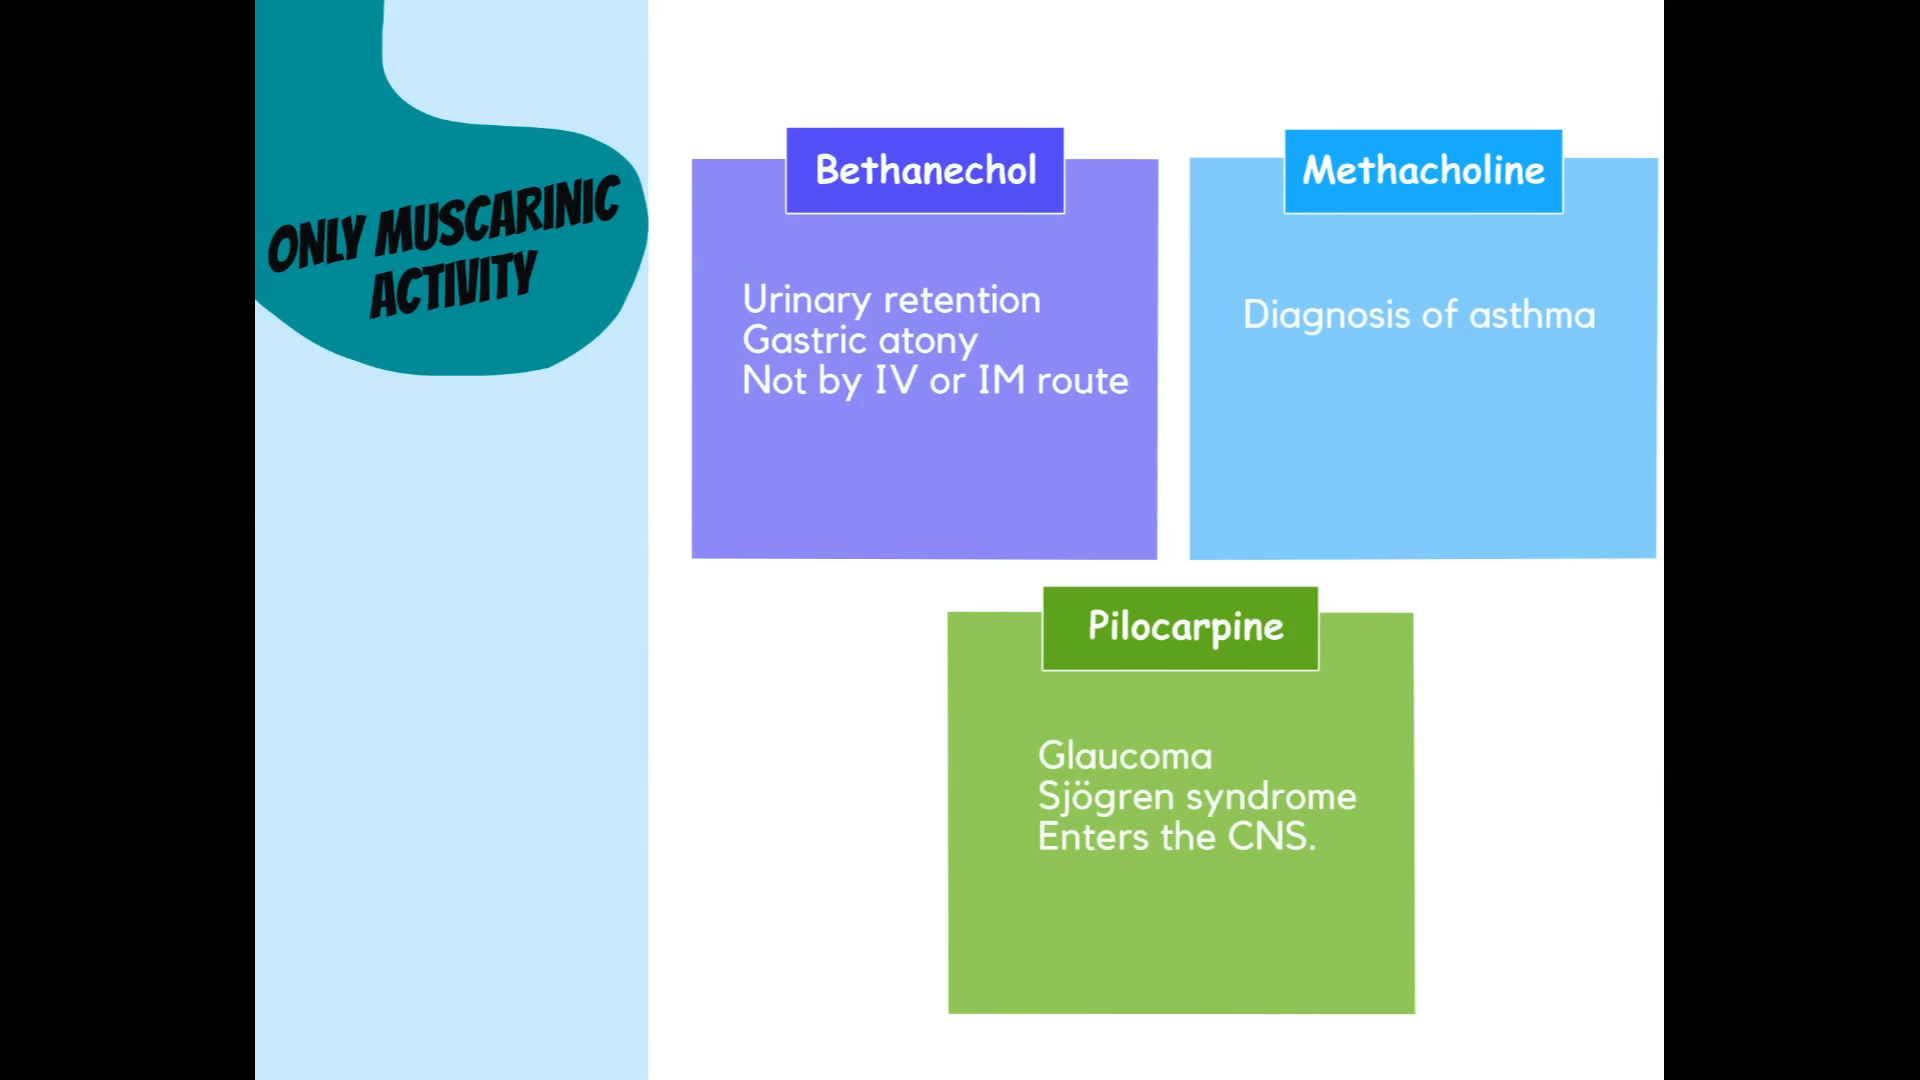 ONLY MUSCARINIC
ACTIVITY
Bethanechol
Urinary retention
Gastric atony
Not by IV or IM route
Methacholine
Diagnosis of asthma
Pilocarpine
Glaucoma
Sjögren syndrome
Enters the CNS.